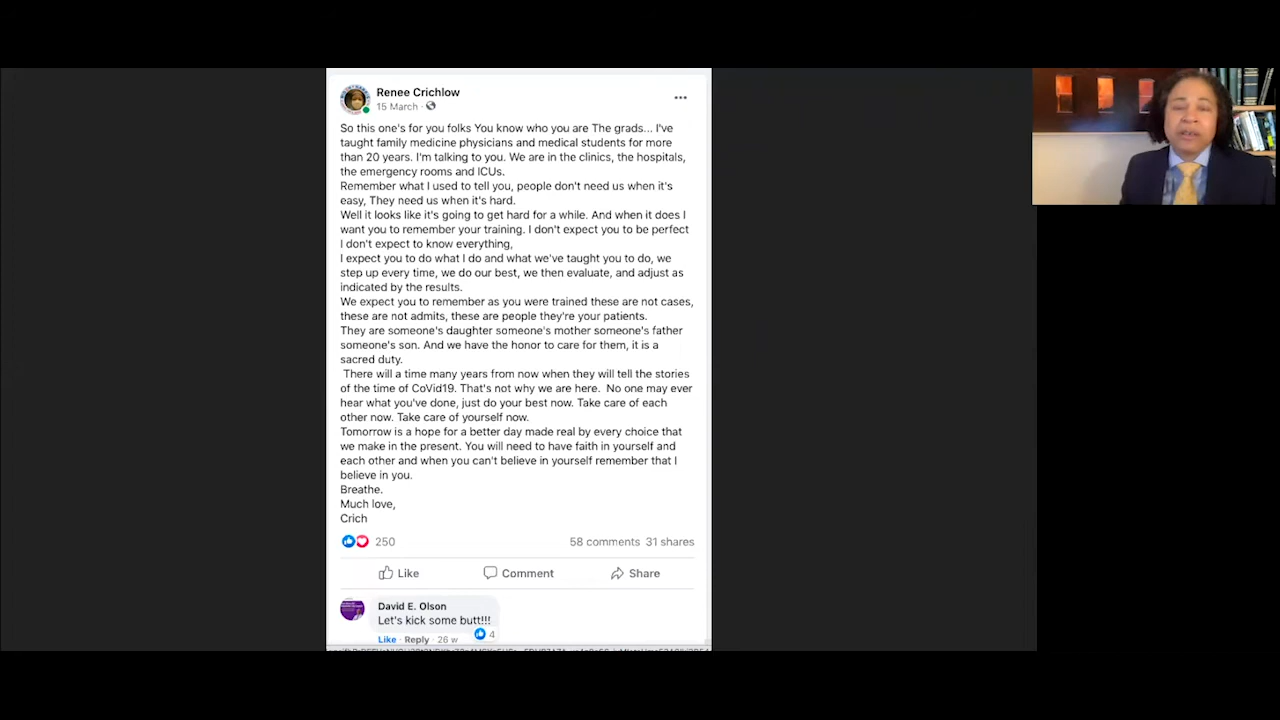 Renee Crichlow
15 March ·
So this one's for you folks You know who you are The grads... I've
taught family medicine physicians and medical students for more
than 20 years. I'm talking to you. We are in the clinics, the hospitals,
the emergency rooms and ICUs.
Remember what I used to tell you, people don't need us when it's
easy, They need us when it's hard.
Well it looks like it's going to get hard for a while. And when it does I
want you to remember your training. I don't expect you to be perfect
I don't expect to know everything,
I expect you to do what I do and what we've taught you to do, we
step up every time, we do our best, we then evaluate, and adjust as
indicated by the results.
We expect you to remember as you were trained these are not cases,
these are not admits, these are people they're your patients.
They are someone's daughter someone's mother someone's father
someone's son. And we have the honor to care for them, it is a
sacred duty.
There will a time many years from now when they will tell the stories
of the time of CoVid19. That's not why we are here. No one may ever
hear what you've done, just do your best now. Take care of each
other now. Take care of yourself now.
Tomorrow is a hope for a better day made real by every choice that
we make in the present. You will need to have faith in yourself and
each other and when you can't believe in yourself remember that I
believe in you.
Breathe.
Much love,
Crich
250 58 comments 31 shares
Like Comment Share
David E. Olson
Let's kick some butt!!!
Like · Reply · 26 w 4